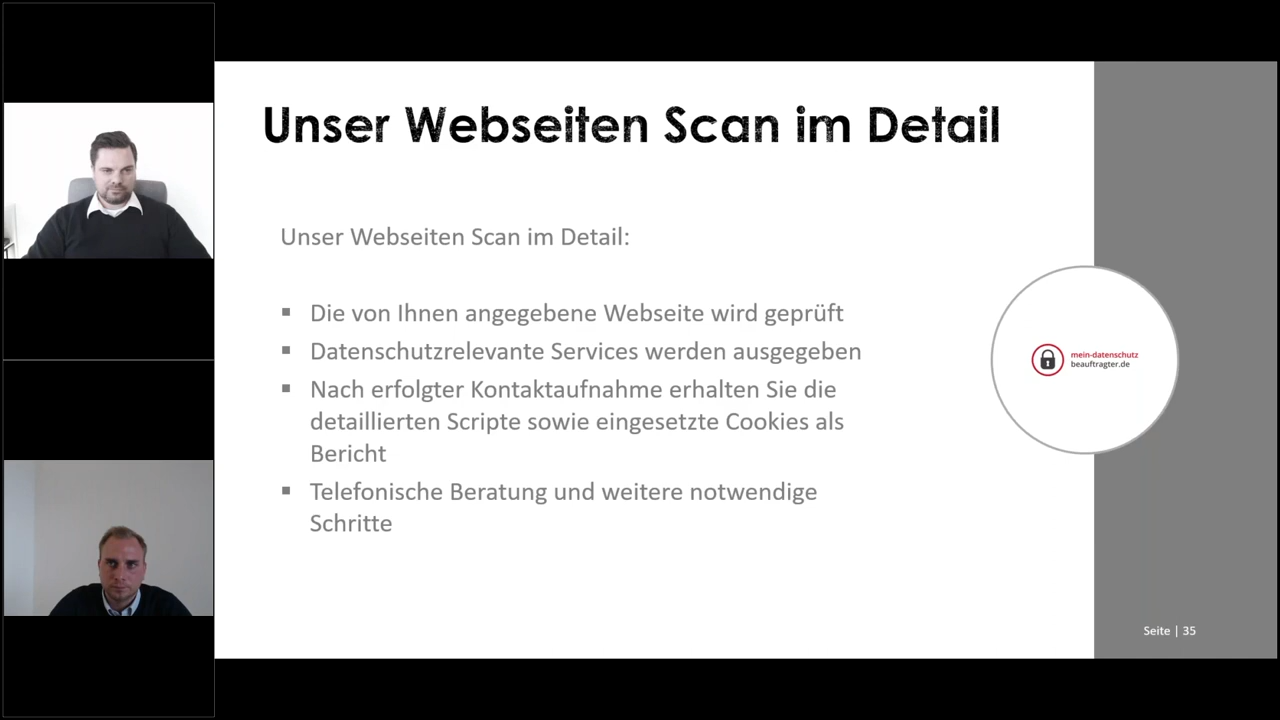 Unser Webseiten Scan im Detail
Unser Webseiten Scan im Detail:
▪ Die von Ihnen angegebene Webseite wird geprüft
▪ Datenschutzrelevante Services werden ausgegeben
▪ Nach erfolgter Kontaktaufnahme erhalten Sie die
detaillierten Scripte sowie eingesetzte Cookies als
Bericht
▪ Telefonische Beratung und weitere notwendige
Schritte
mein-datenschutz
beauftragter.de
Seite | 35